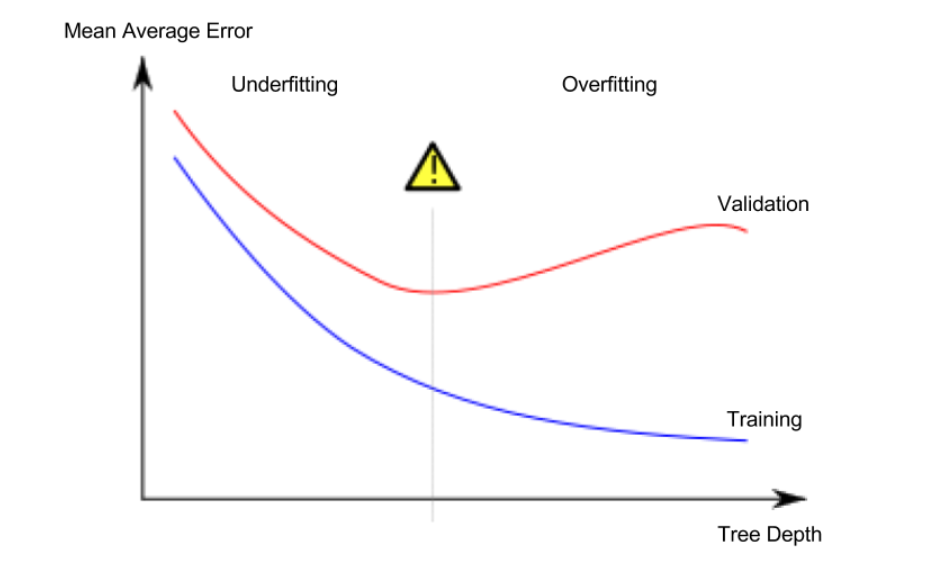 Mean Average Error
Underfitting
Overfitting
!
Validation
Training
Tree Depth